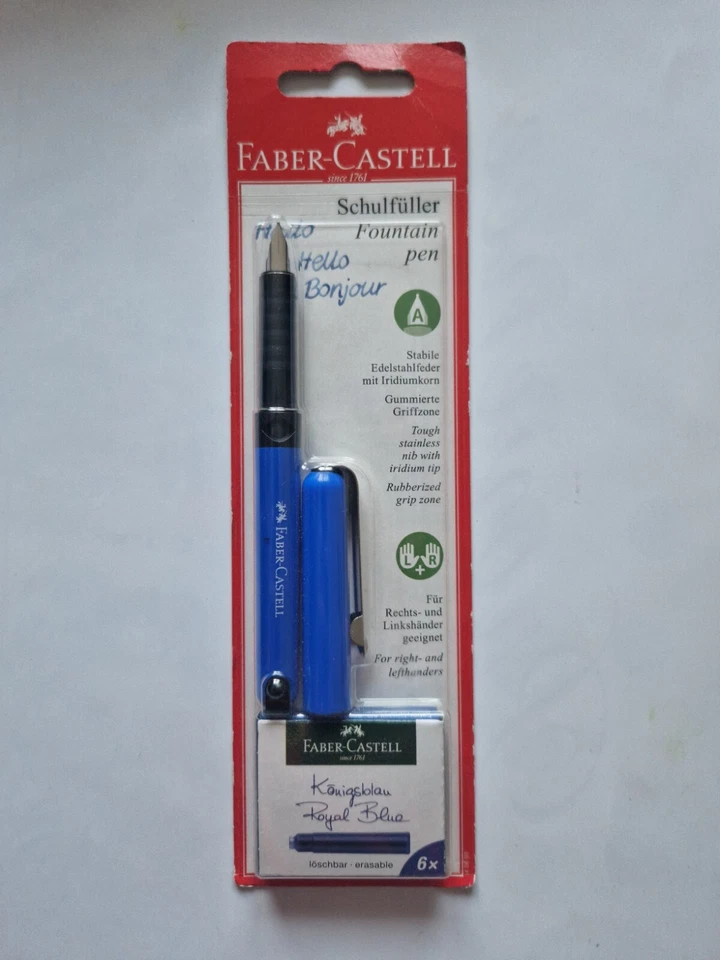 FABER-CASTELL
since 1761
Schulfüller
Fountain
pen
Hello
Bonjour
A
Stabile
Edelstahlfeder
mit Iridiumkorn
Gummierte
Griffzone
Tough
stainless
nib with
iridium tip
Rubberized
grip zone
FABER-CASTELL
L + R
Für
Rechts- und
Linkshänder
geeignet
For right- and
lefthanders
FABER-CASTELL
since 1761
Königsblau
Royal Blue
löschbar · erasable
6x